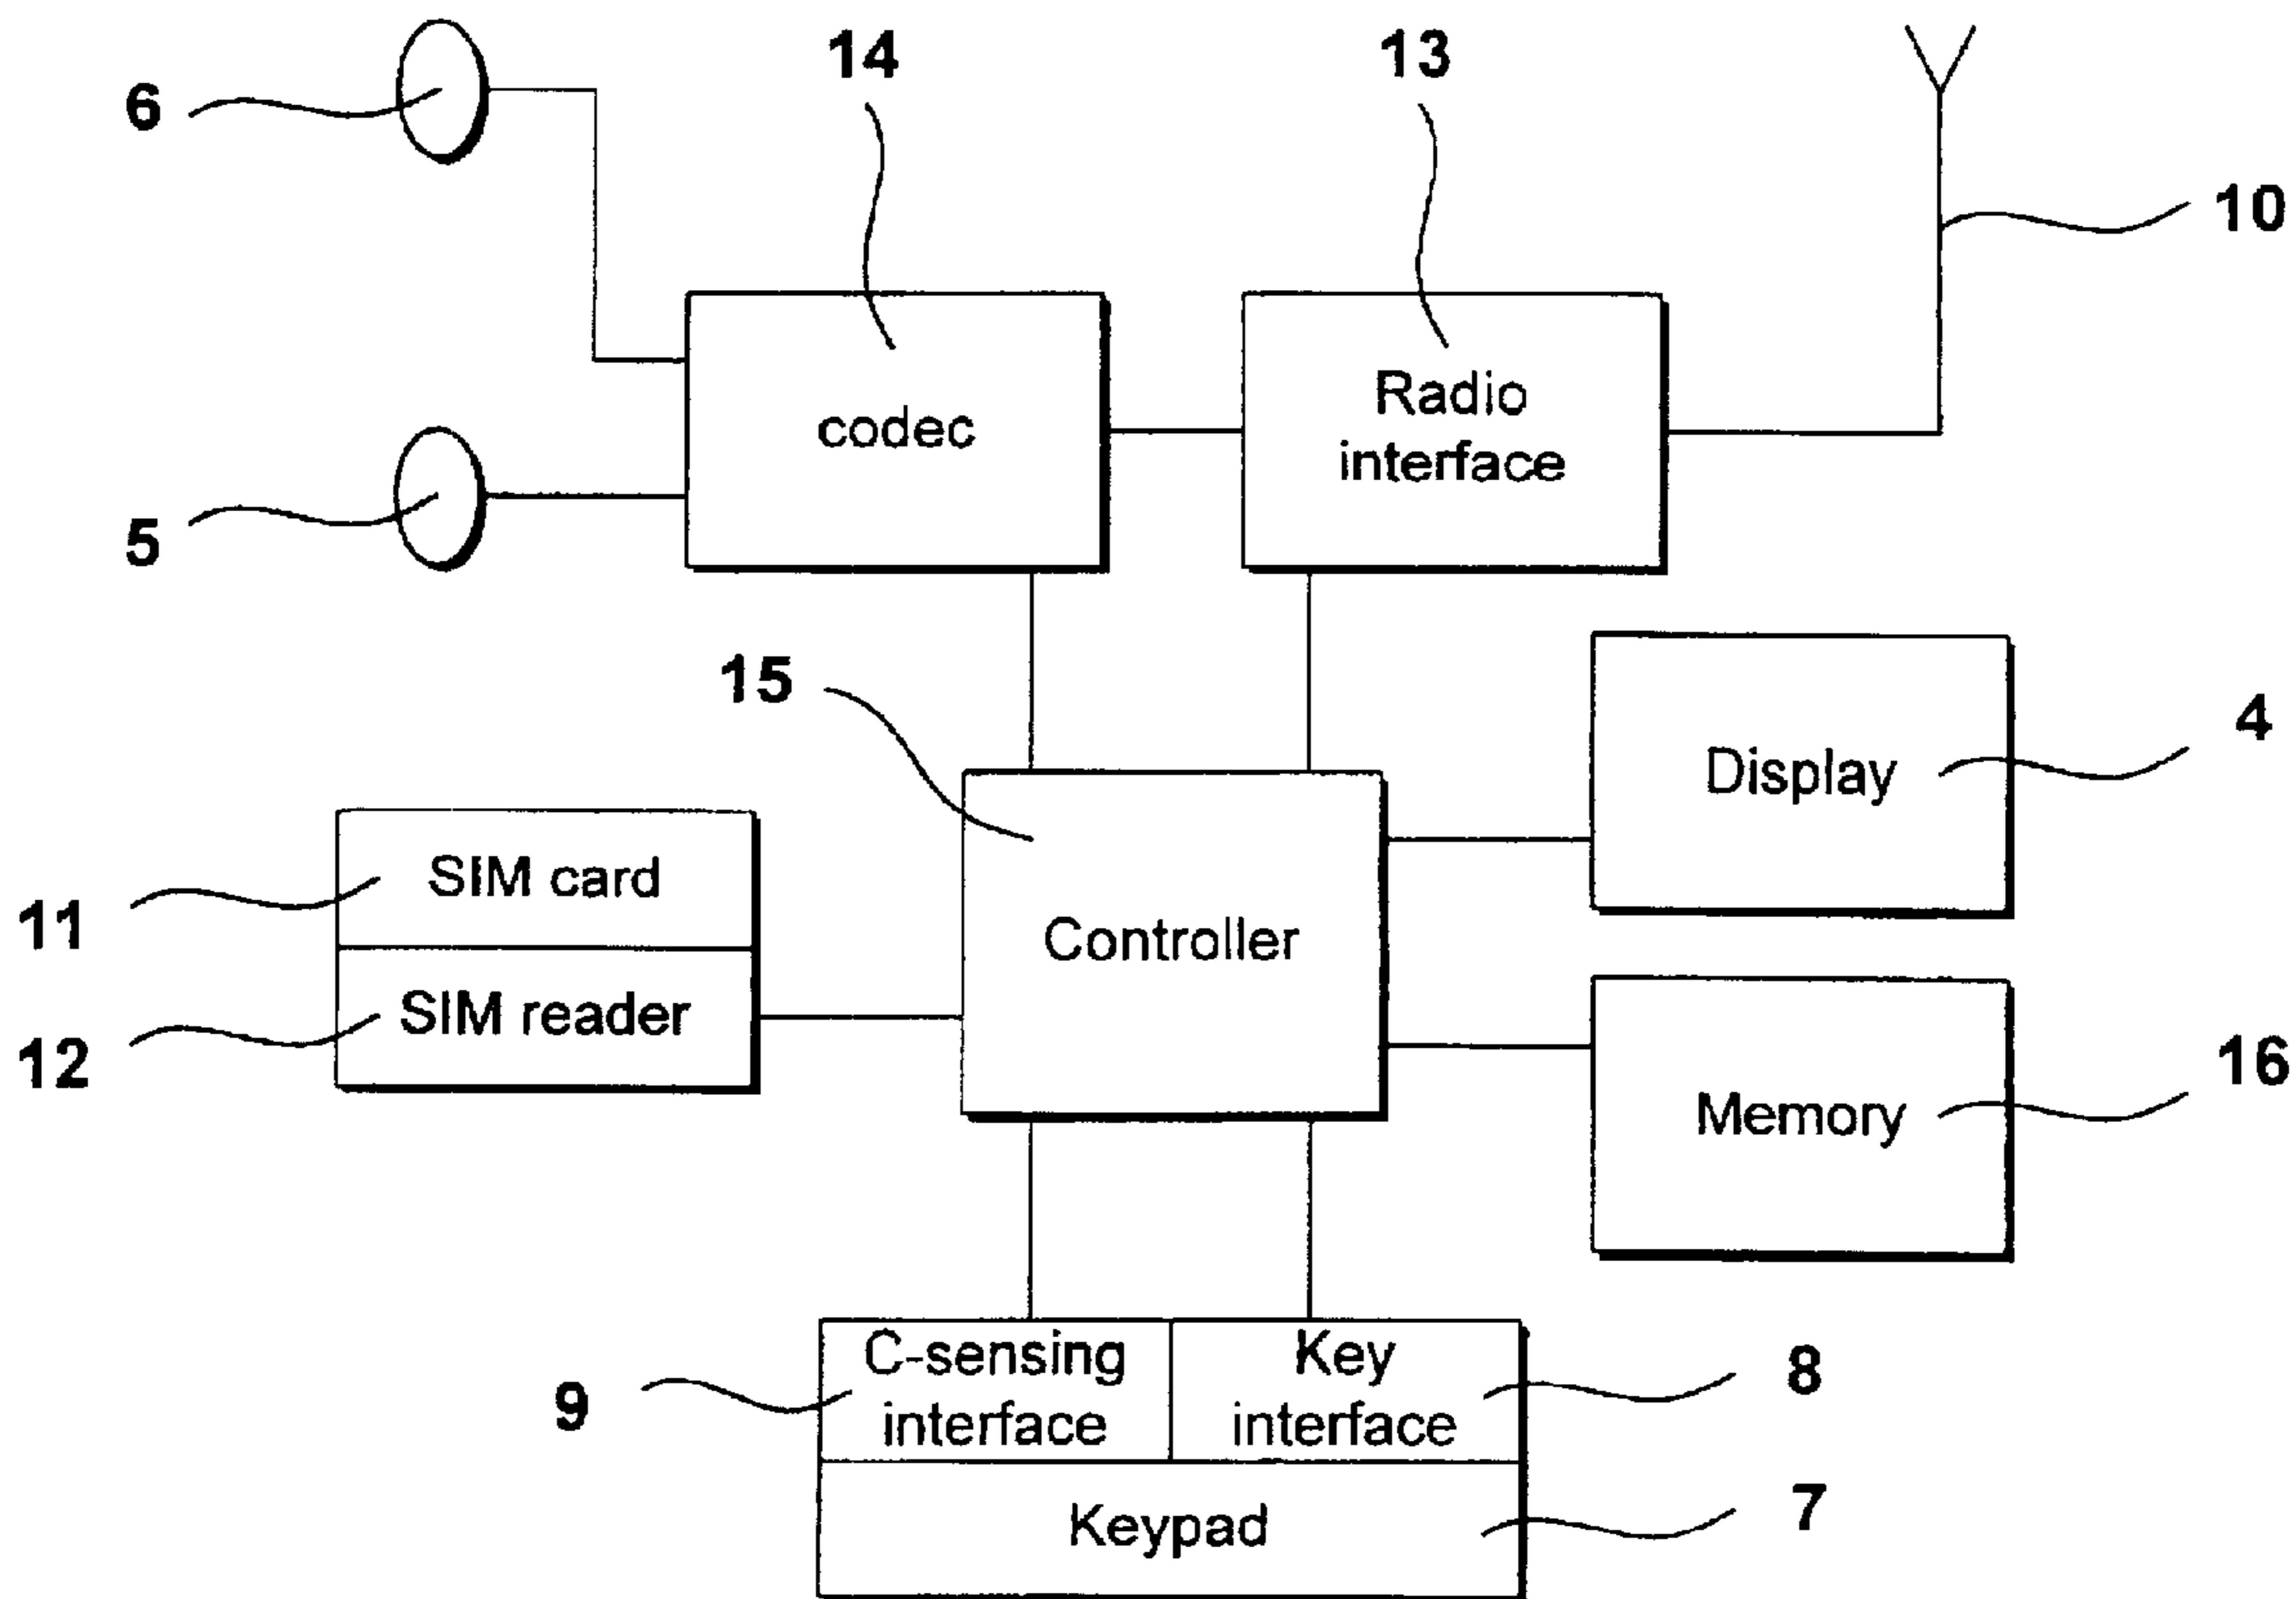 14
13
6
10
codec
Radio
interface
5
15
4
Display
SIM card
11
Controller
SIM reader
12
16
Memory
C-sensing
interface
Key
interface
8
9
7
Keypad